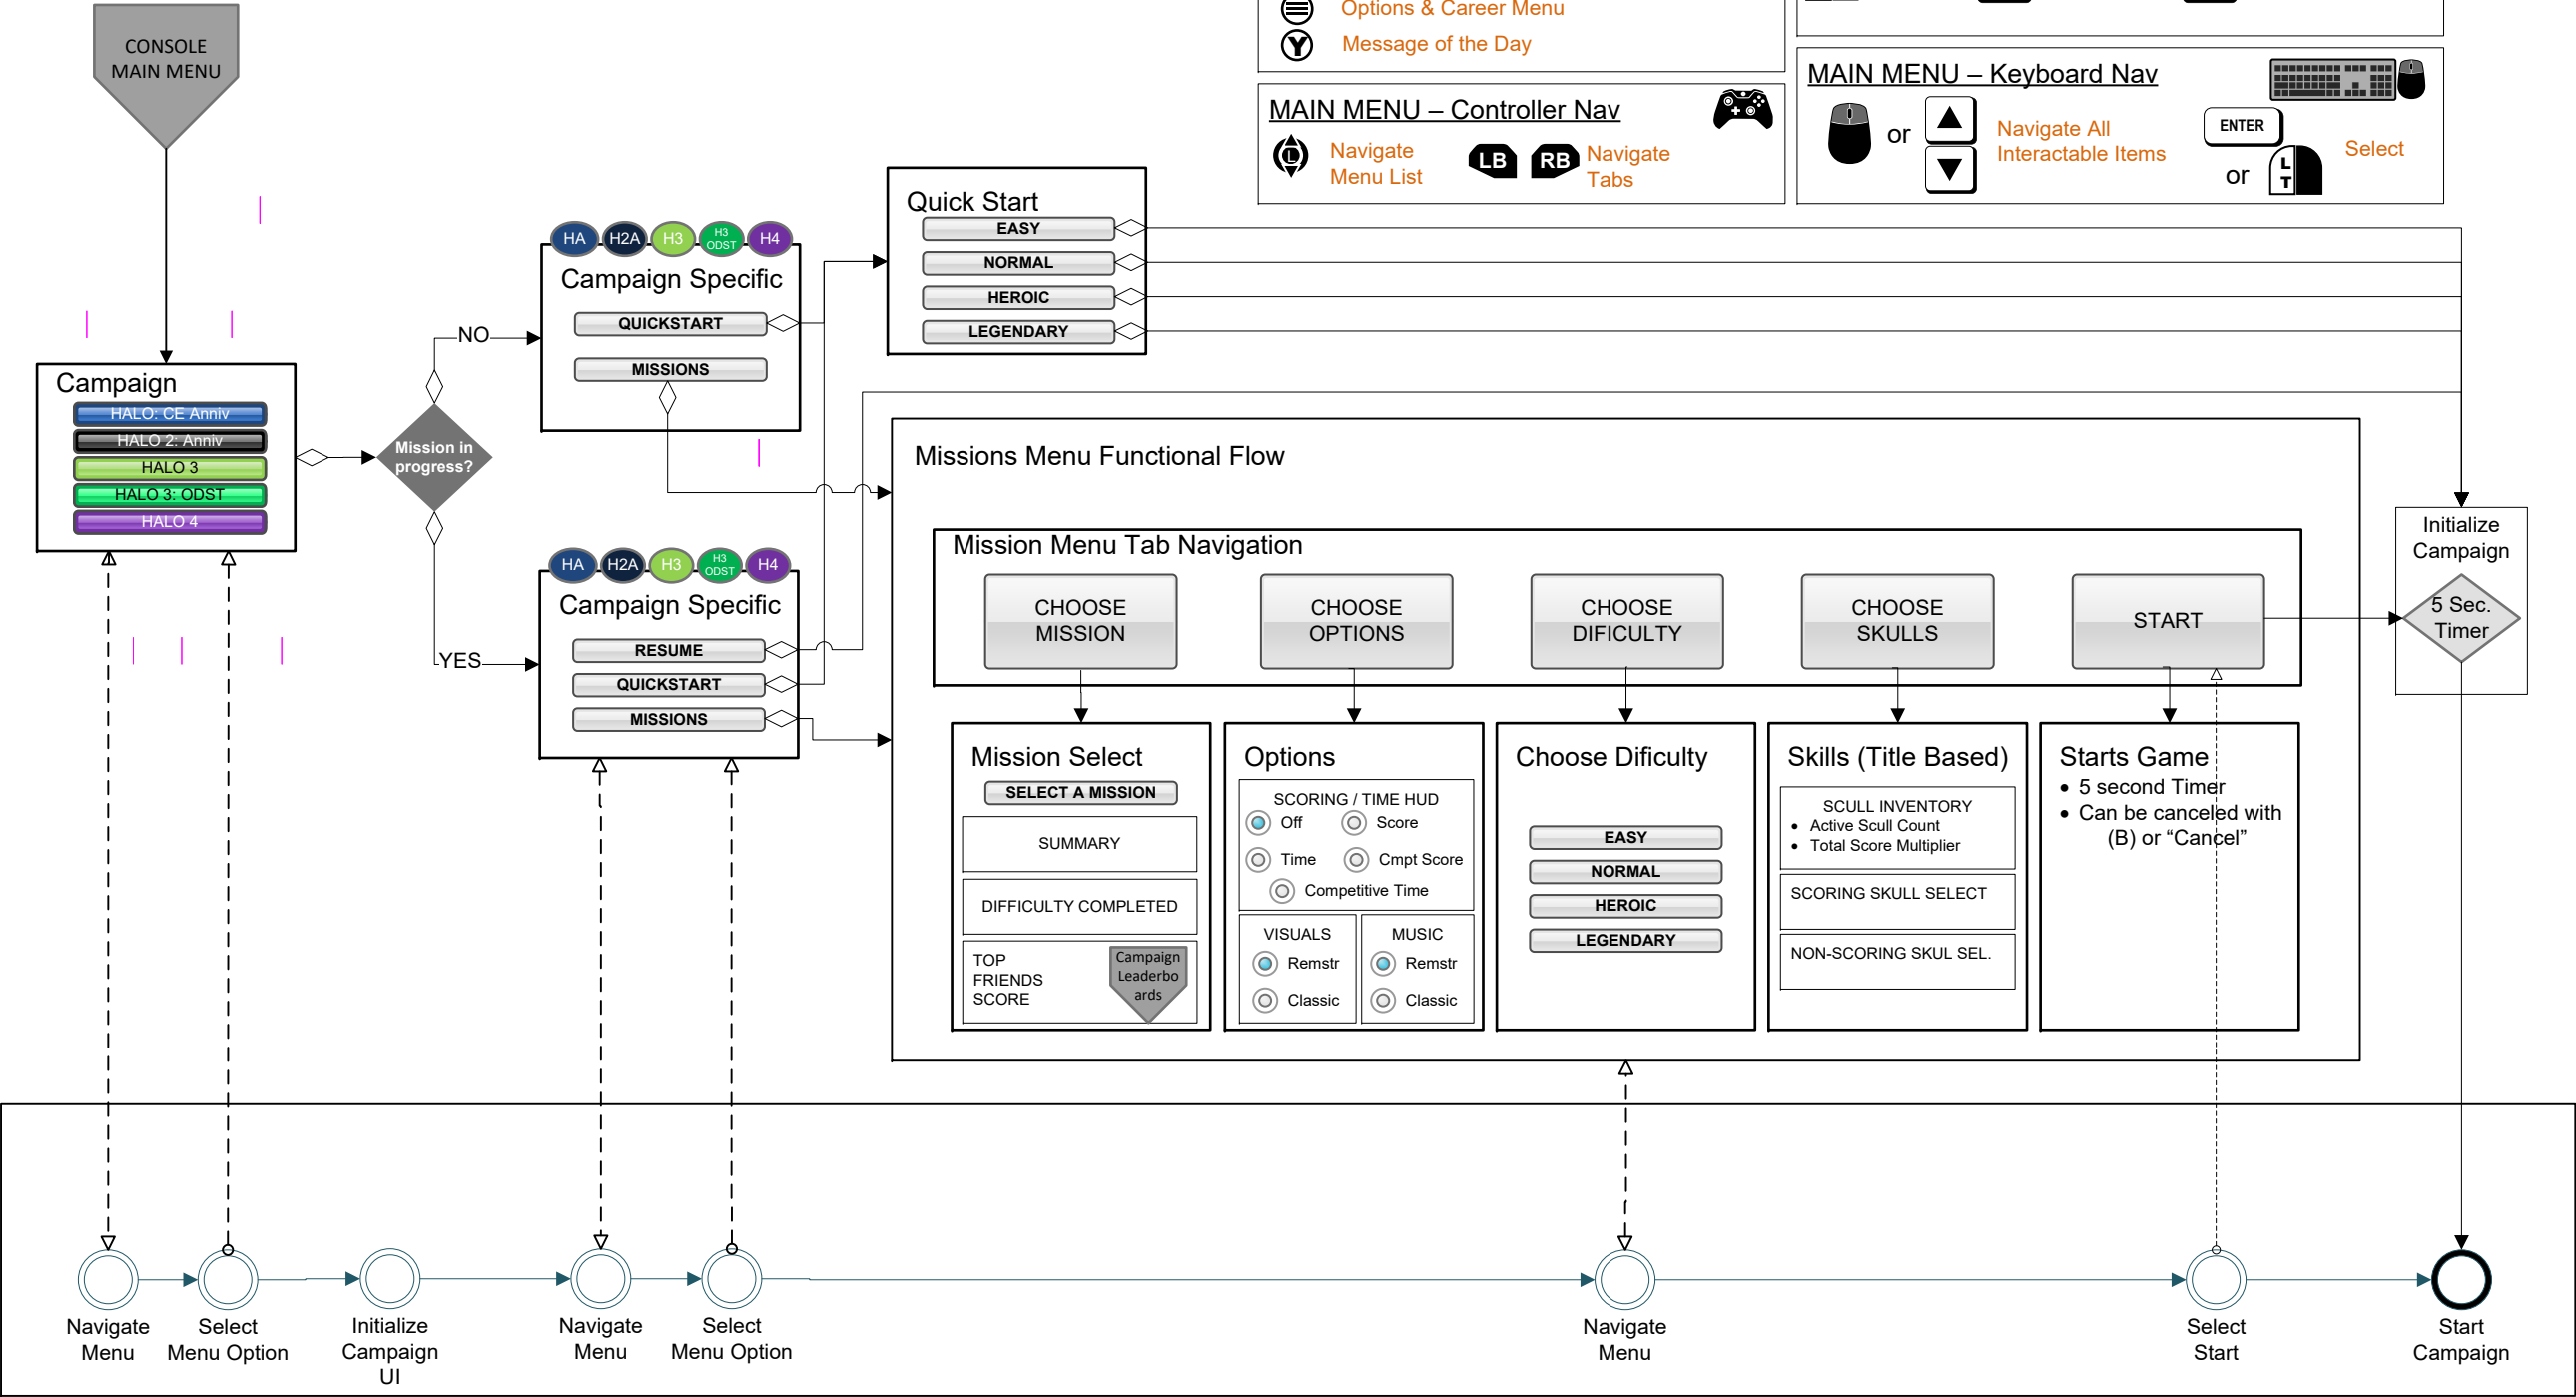 CONSOLE
MAIN MENU
Options & Career Menu
Y
Message of the Day
MAIN MENU – Controller Nav
L
Navigate
Menu List
LB
RB
Navigate
Tabs
MAIN MENU – Keyboard Nav
or
Navigate All
Interactable Items
ENTER
or
L
T
Select
Campaign
HALO: CE Anniv
HALO 2: Anniv
HALO 3
HALO 3: ODST
HALO 4
Mission in
progress?
NO
YES
HA
H2A
H3
H3
ODST
H4
Campaign Specific
QUICKSTART
MISSIONS
HA
H2A
H3
H3
ODST
H4
Campaign Specific
RESUME
QUICKSTART
MISSIONS
Quick Start
EASY
NORMAL
HEROIC
LEGENDARY
Missions Menu Functional Flow
Mission Menu Tab Navigation
CHOOSE
MISSION
CHOOSE
OPTIONS
CHOOSE
DIFICULTY
CHOOSE
SKULLS
START
Initialize
Campaign
5 Sec.
Timer
Mission Select
SELECT A MISSION
SUMMARY
DIFFICULTY COMPLETED
TOP
FRIENDS
SCORE
Campaign
Leaderbo
ards
Options
SCORING / TIME HUD
Off
Score
Time
Cmpt Score
Competitive Time
VISUALS
Remstr
Classic
MUSIC
Remstr
Classic
Choose Dificulty
EASY
NORMAL
HEROIC
LEGENDARY
Skills (Title Based)
SCULL INVENTORY
• Active Scull Count
• Total Score Multiplier
SCORING SKULL SELECT
NON-SCORING SKUL SEL.
Starts Game
• 5 second Timer
• Can be canceled with
(B) or “Cancel”
Navigate
Menu
Select
Menu Option
Initialize
Campaign
UI
Navigate
Menu
Select
Menu Option
Navigate
Menu
Select
Start
Start
Campaign